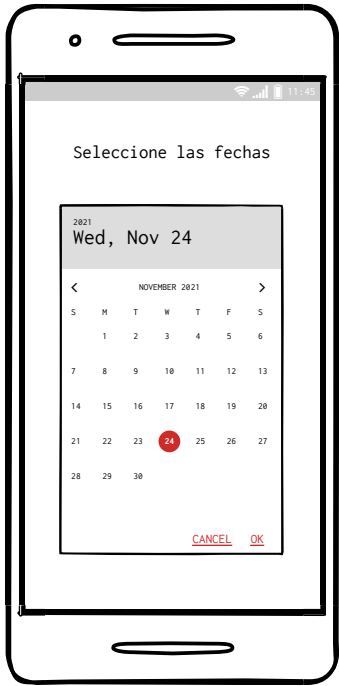 11:45
Seleccione las fechas
2021
Wed, Nov 24
NOVEMBER 2021
S M T W T F S
1 2 3 4 5 6
7 8 9 10 11 12 13
14 15 16 17 18 19 20
21 22 23 24 25 26 27
28 29 30
CANCEL OK